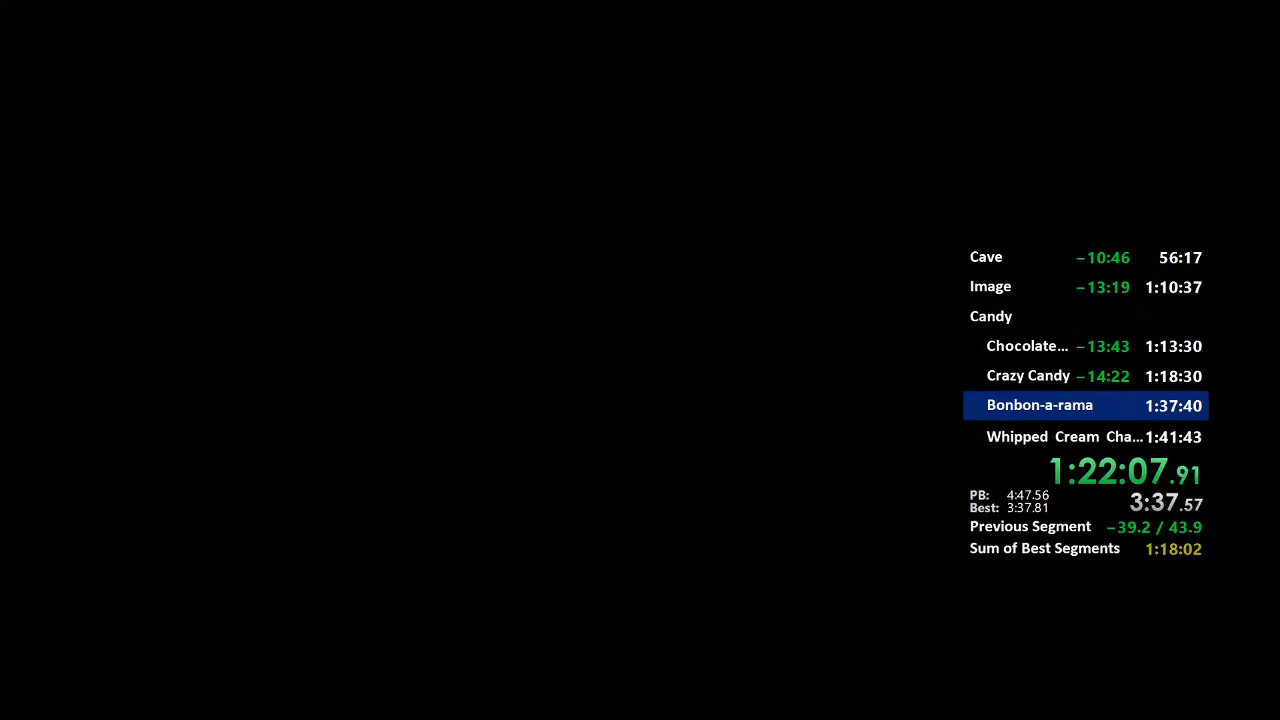 Cave −10:46 56:17
Image −13:19 1:10:37
Candy
Chocolate... −13:43 1:13:30
Crazy Candy −14:22 1:18:30
Bonbon-a-rama 1:37:40
Whipped Cream Cha... 1:41:43
1:22:07.91
PB: 4:47.56
Best: 3:37.81
3:37.57
Previous Segment −39.2 / 43.9
Sum of Best Segments 1:18:02